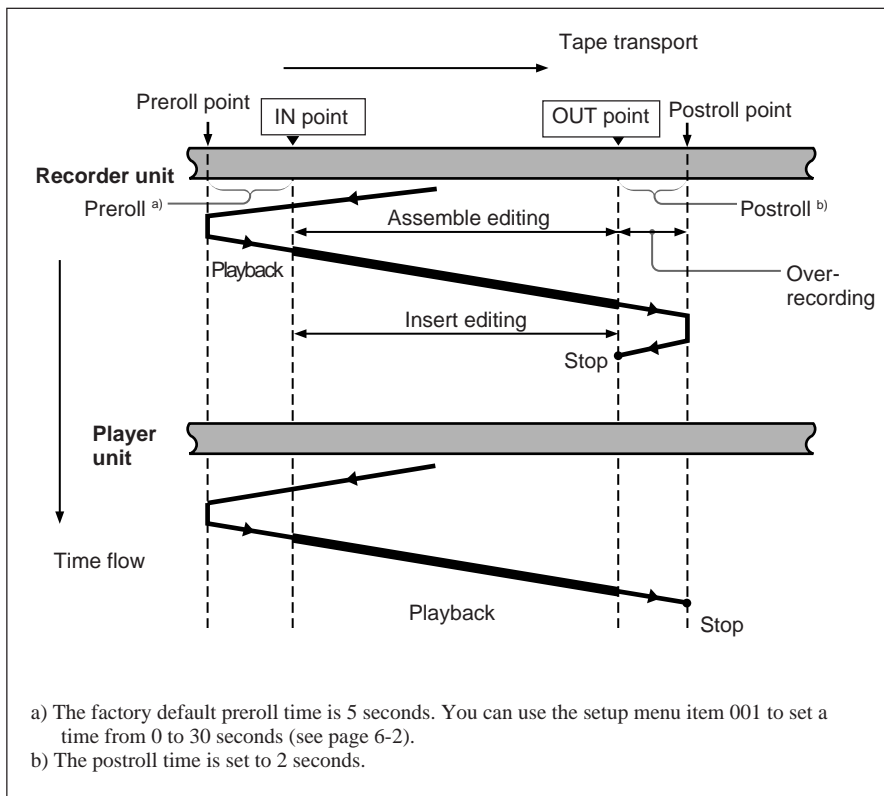 Tape transport
Preroll point
IN point
OUT point
Postroll point
Recorder unit
Preroll a)
Assemble editing
Postroll b)
Playback
Over-
recording
Insert editing
Stop
Player
unit
Time flow
Playback
Stop
a) The factory default preroll time is 5 seconds. You can use the setup menu item 001 to set a
time from 0 to 30 seconds (see page 6-2).
b) The postroll time is set to 2 seconds.